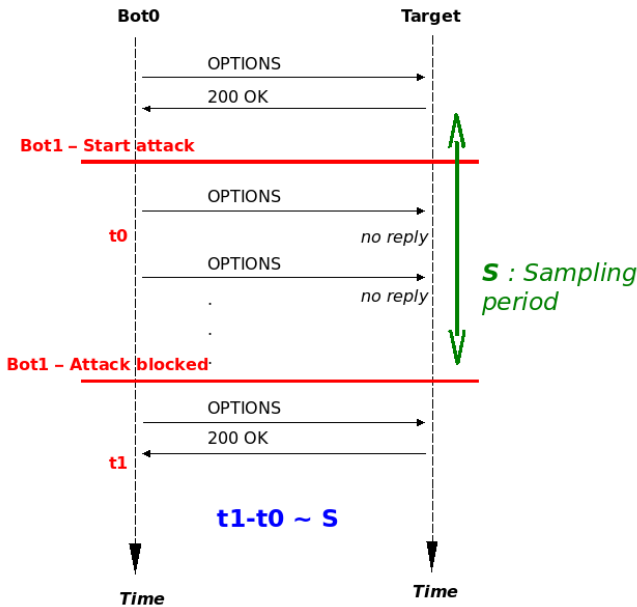 Bot0
Target
OPTIONS
200 OK
Bot1 – Start attack
OPTIONS
t0
no reply
OPTIONS
no reply
S : Sampling
period
.
.
.
Bot1 – Attack blocked
OPTIONS
200 OK
t1
t1-t0 ~ S
Time
Time